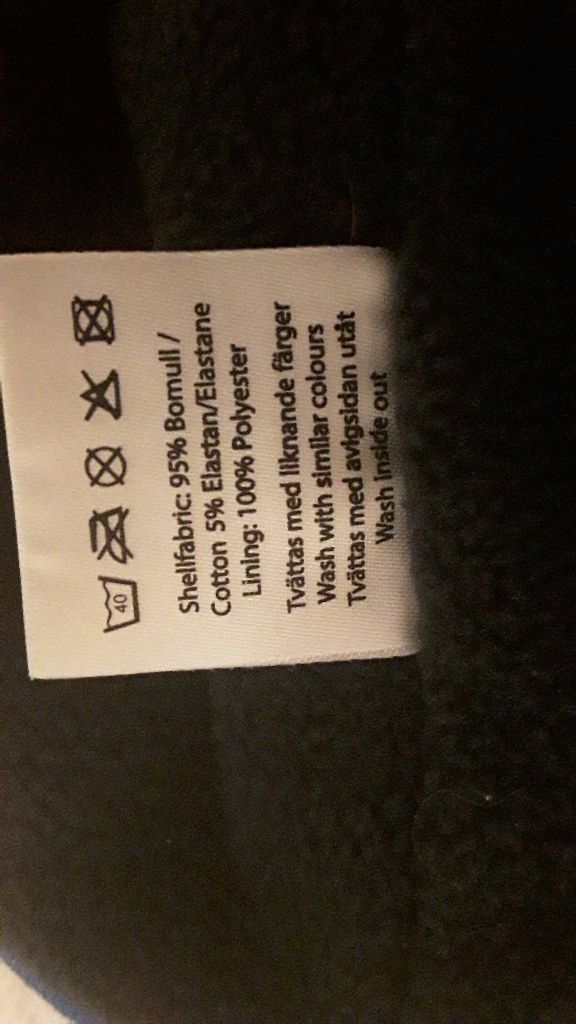 40
Shellfabric: 95% Bomull /
Cotton 5% Elastan/Elastane
Lining: 100% Polyester
Tvättas med liknande färger
Wash with similar colours
Tvättas med avigsidan utåt
Wash inside out